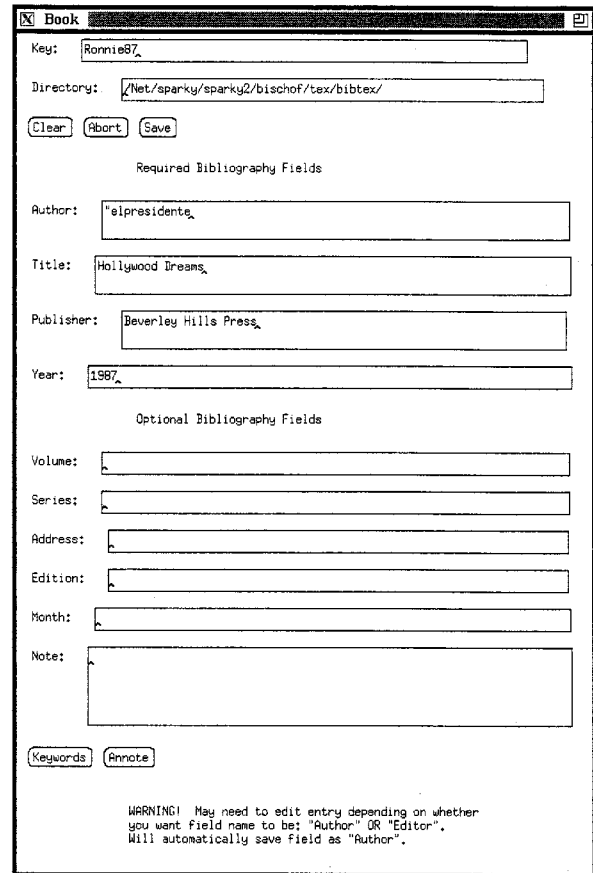 Book
Key: Ronnie87
Directory: /Net/sparky/sparky2/bischof/tex/bibtex/
Clear Abort Save
Required Bibliography Fields
Author: "elpresidente
Title: Hollywood Dreams
Publisher: Beverley Hills Press
Year: 1987
Optional Bibliography Fields
Volume:
Series:
Address:
Edition:
Month:
Note:
Keywords Annote
WARNING! May need to edit entry depending on whether
you want field name to be: "Author" OR "Editor".
Will automatically save field as "Author".